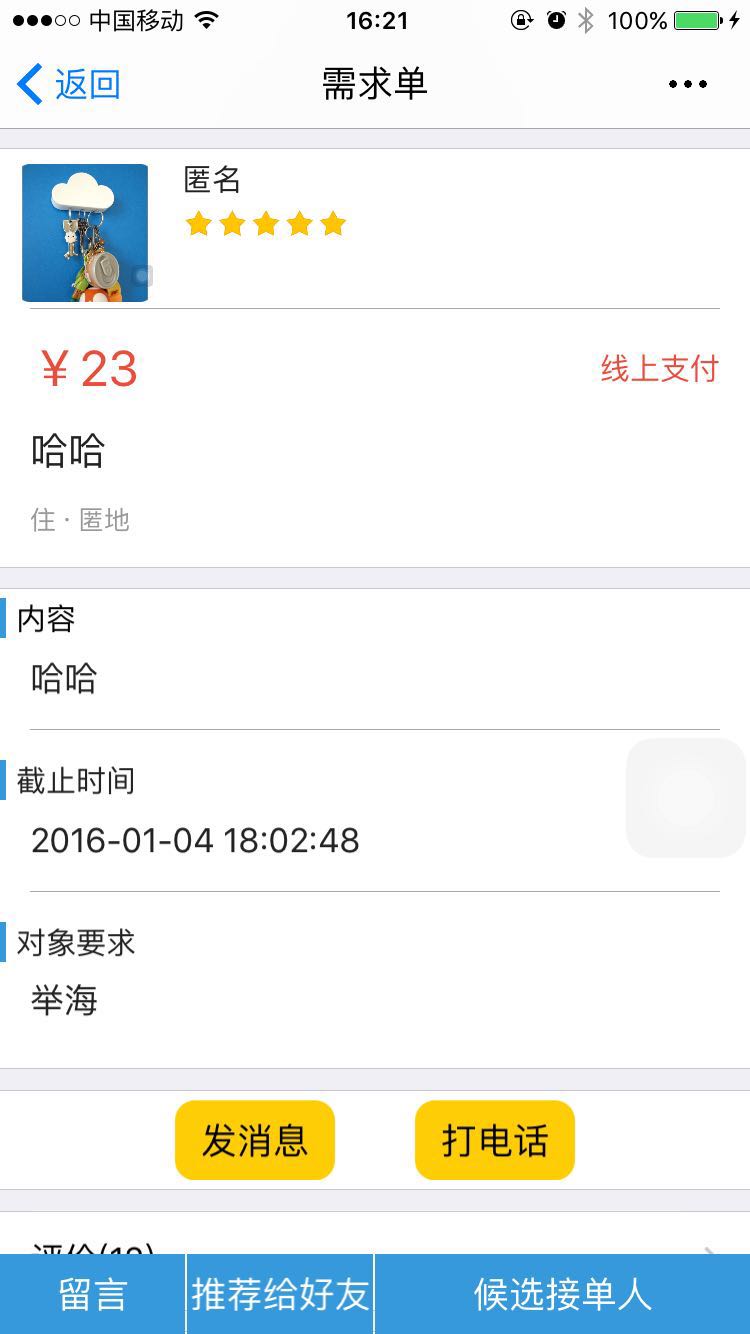 中国移动 16:21 100%
返回 需求单
匿名
¥23 线上支付
哈哈
住 · 匿地
内容
哈哈
截止时间
2016-01-04 18:02:48
对象要求
举海
发消息 打电话
评价(12)
留言 推荐给好友 候选接单人